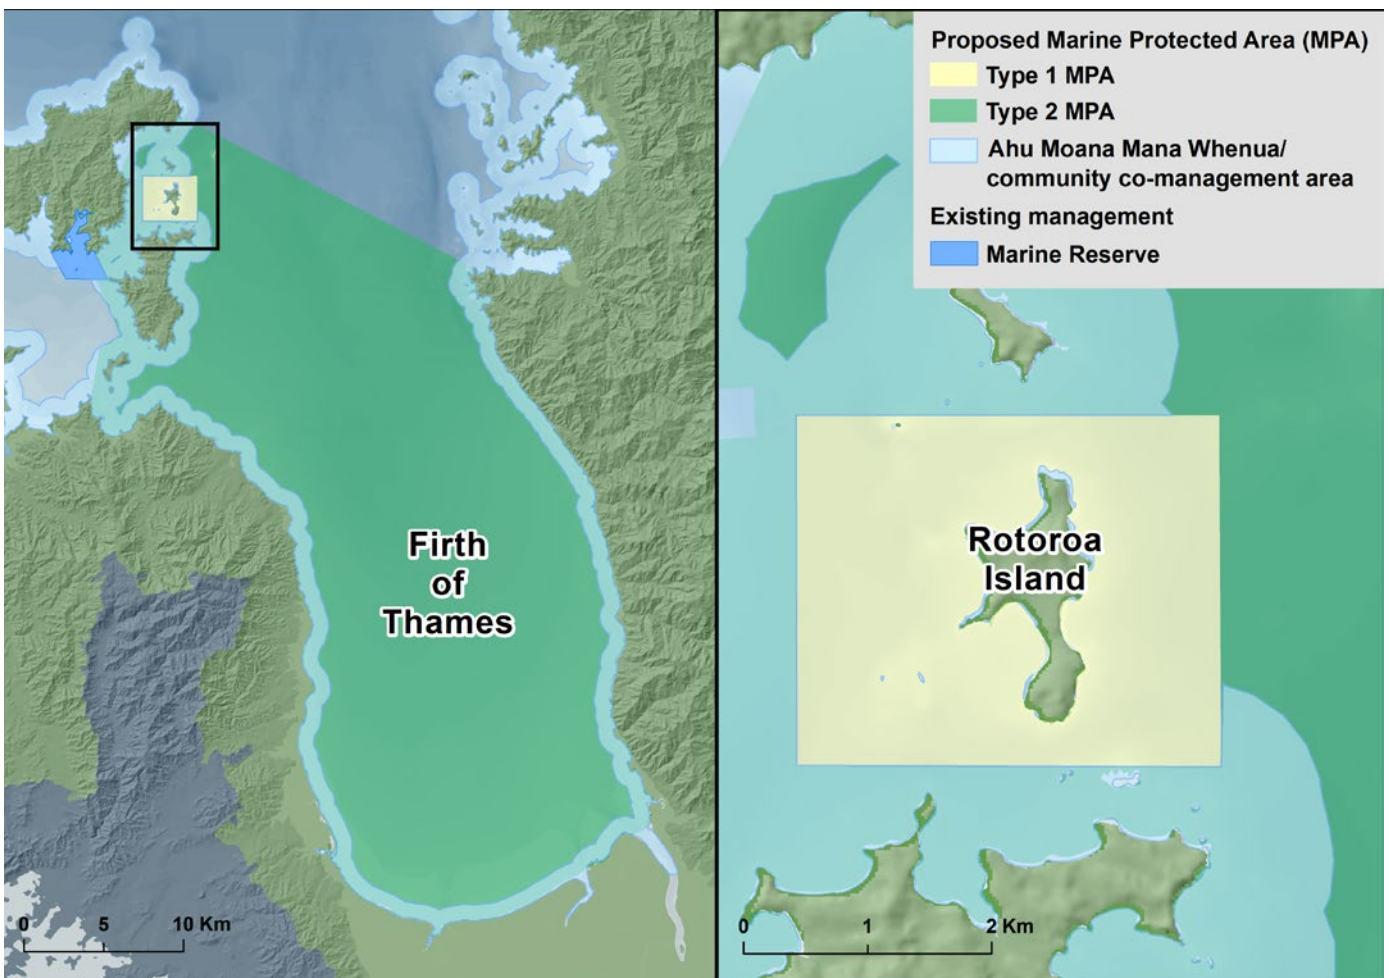 Firth
of
Thames
0 5 10 Km
Proposed Marine Protected Area (MPA)
Type 1 MPA
Type 2 MPA
Ahu Moana Mana Whenua/
community co-management area
Existing management
Marine Reserve
Rotoroa
Island
0 1 2 Km